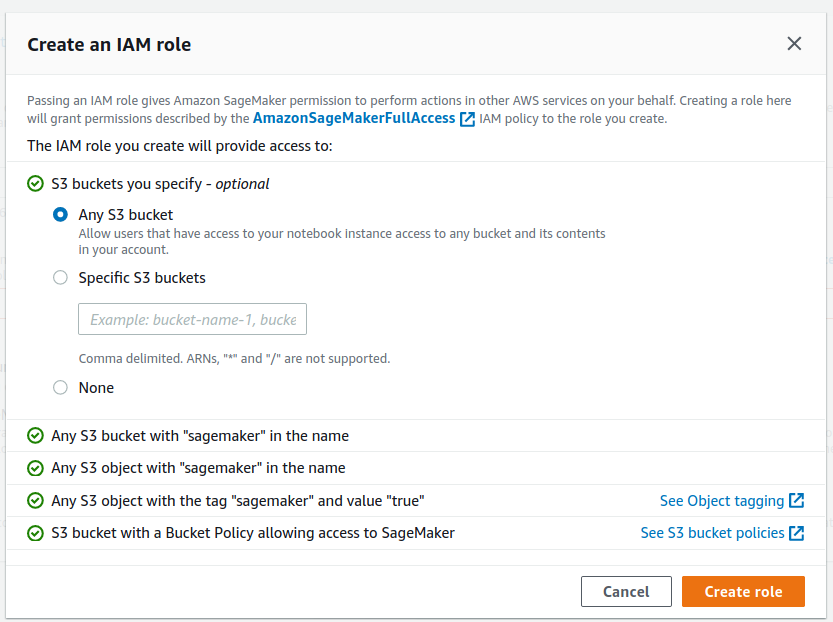 Create an IAM role
Passing an IAM role gives Amazon SageMaker permission to perform actions in other AWS services on your behalf. Creating a role here
will grant permissions described by the AmazonSageMakerFullAccess IAM policy to the role you create.
The IAM role you create will provide access to:
S3 buckets you specify - optional
Any S3 bucket
Allow users that have access to your notebook instance access to any bucket and its contents
in your account.
Specific S3 buckets
Example: bucket-name-1, bucke
Comma delimited. ARNs, "*" and "/" are not supported.
None
Any S3 bucket with "sagemaker" in the name
Any S3 object with "sagemaker" in the name
Any S3 object with the tag "sagemaker" and value "true" See Object tagging
S3 bucket with a Bucket Policy allowing access to SageMaker See S3 bucket policies
Cancel Create role